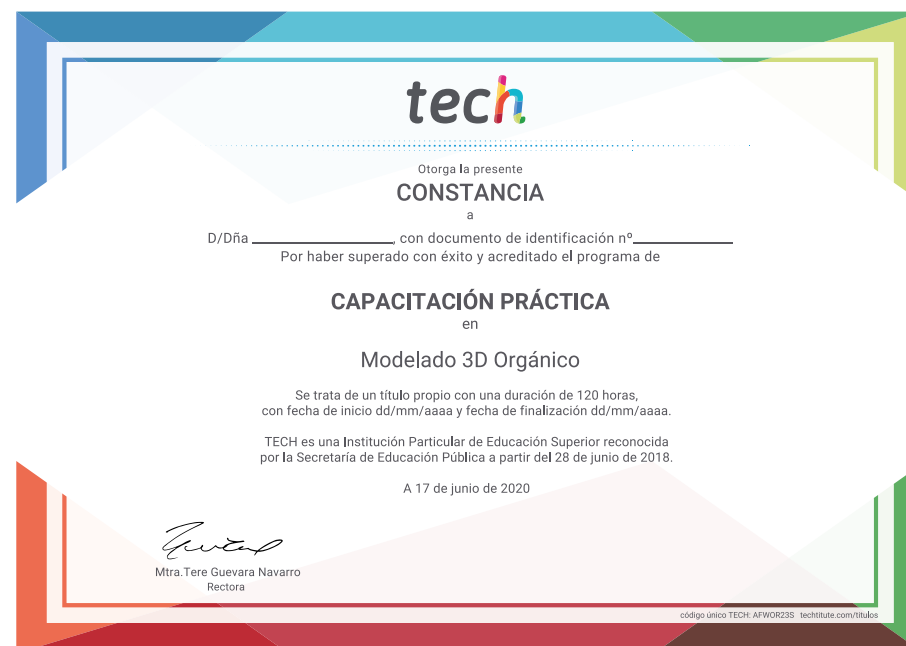 tech
Otorga la presente
CONSTANCIA
a
D/Dña ____________________, con documento de identificación nº______________
Por haber superado con éxito y acreditado el programa de
CAPACITACIÓN PRÁCTICA
en
Modelado 3D Orgánico
Se trata de un título propio con una duración de 120 horas,
con fecha de inicio dd/mm/aaaa y fecha de finalización dd/mm/aaaa.
TECH es una Institución Particular de Educación Superior reconocida
por la Secretaría de Educación Pública a partir del 28 de junio de 2018.
A 17 de junio de 2020
Mtra.Tere Guevara Navarro
Rectora
código único TECH: AFWOR23S techtitute.com/titulos